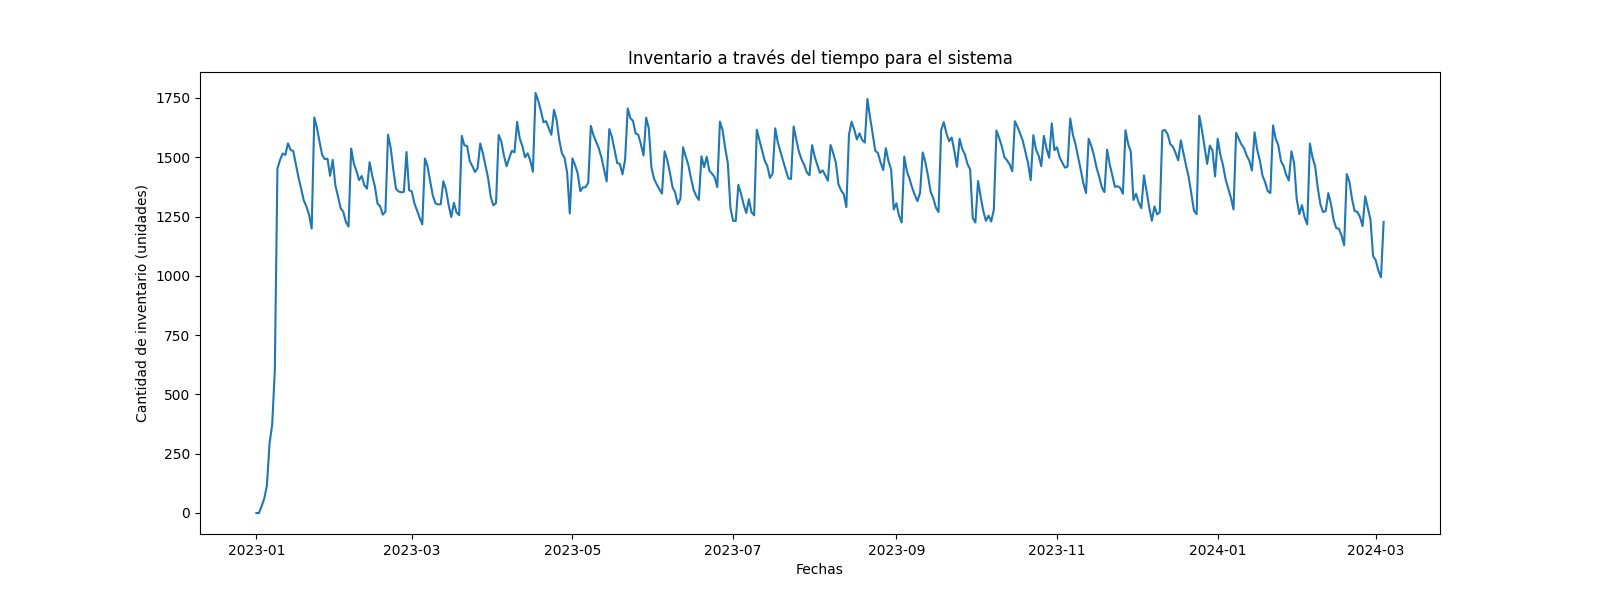 Inventario a través del tiempo para el sistema
Cantidad de inventario (unidades)
1750
1500
1250
1000
750
500
250
0
2023-01 2023-03 2023-05 2023-07 2023-09 2023-11 2024-01 2024-03
Fechas